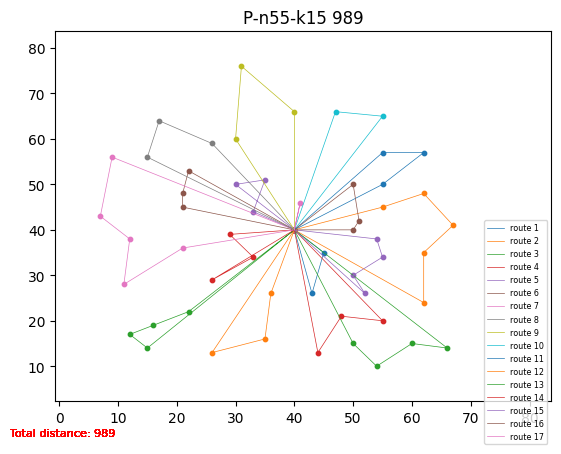 P-n55-k15 989
80
70
60
50
40
30
20
10
0 10 20 30 40 50 60 70 80
route 1
route 2
route 3
route 4
route 5
route 6
route 7
route 8
route 9
route 10
route 11
route 12
route 13
route 14
route 15
route 16
route 17
Total distance: 989